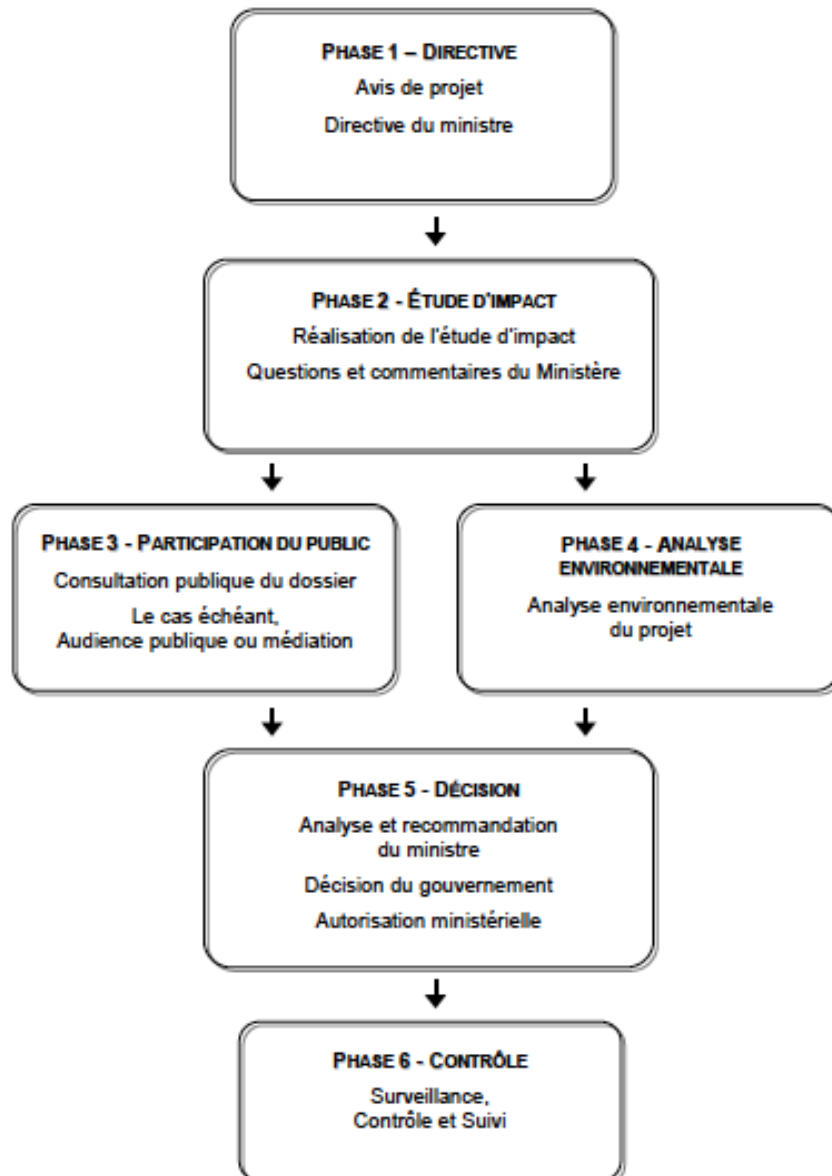 PHASE 1 – DIRECTIVE
Avis de projet
Directive du ministre
PHASE 2 - ÉTUDE D'IMPACT
Réalisation de l'étude d'impact
Questions et commentaires du Ministère
PHASE 3 - PARTICIPATION DU PUBLIC
Consultation publique du dossier
Le cas échéant,
Audience publique ou médiation
PHASE 4 - ANALYSE
ENVIRONNEMENTALE
Analyse environnementale
du projet
PHASE 5 - DÉCISION
Analyse et recommandation
du ministre
Décision du gouvernement
Autorisation ministérielle
PHASE 6 - CONTRÔLE
Surveillance,
Contrôle et Suivi